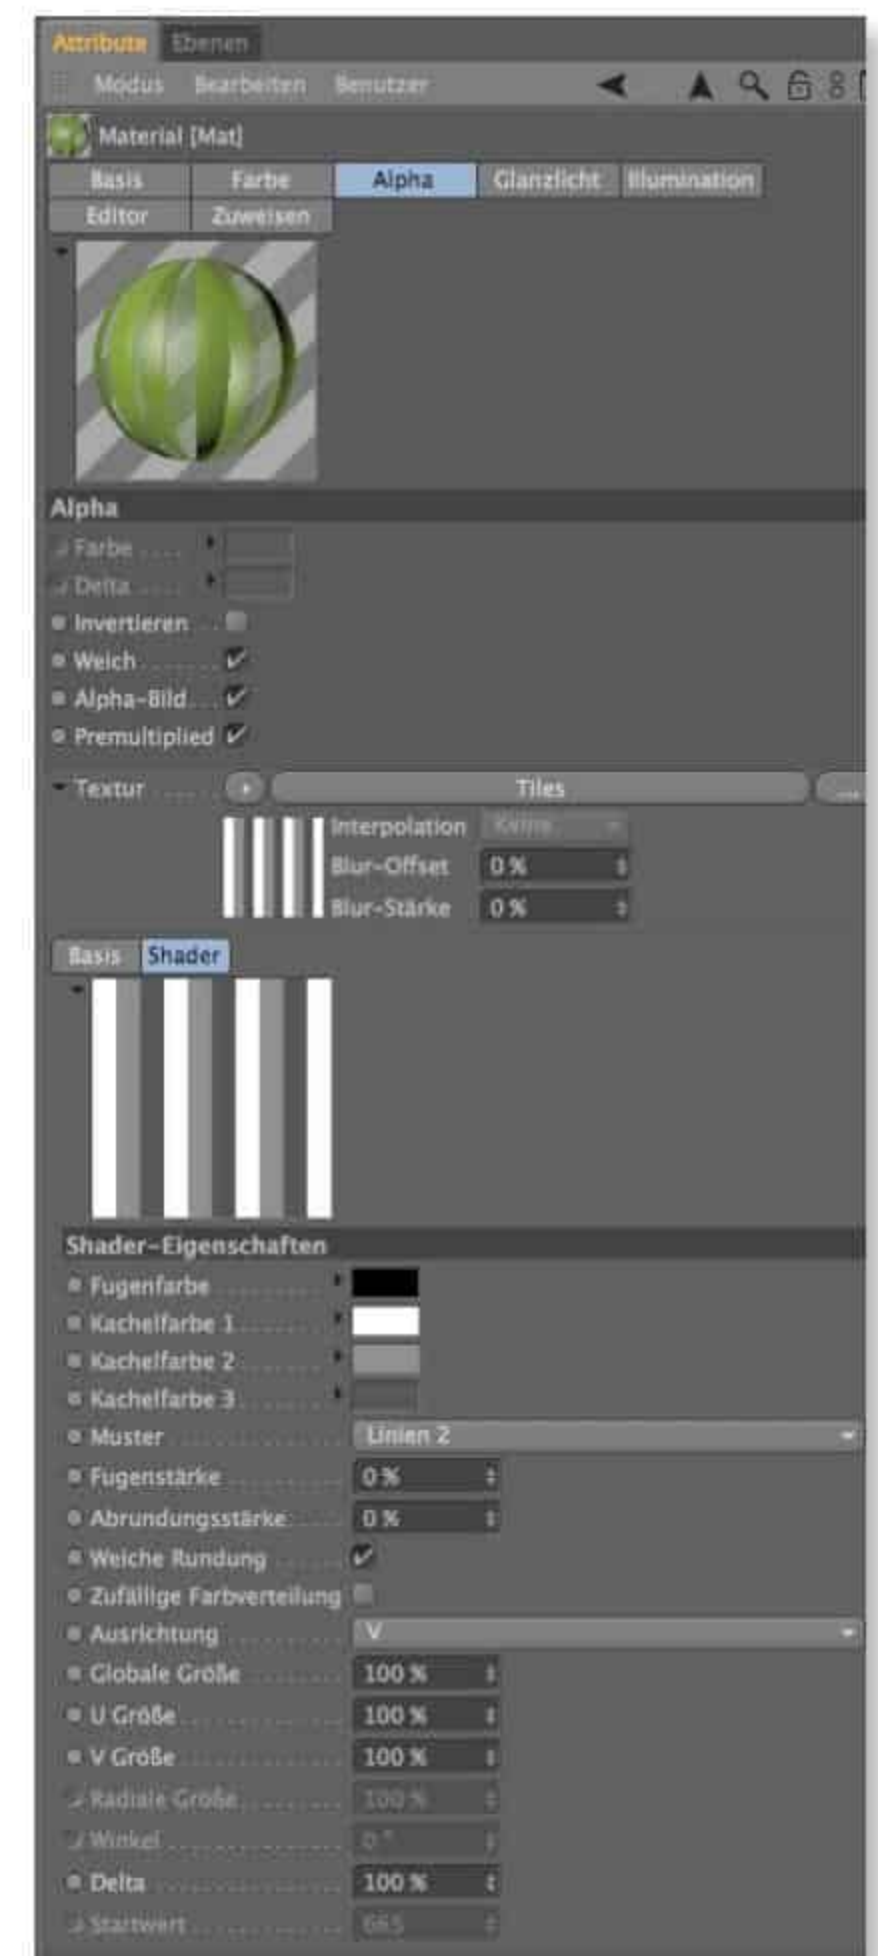 Attribute Ebenen
Modus Bearbeiten Benutzer
Material [Mat]
Basis Farbe Alpha Glanzlicht Illumination
Editor Zuweisen
Alpha
Farbe ....
Delta ....
Invertieren ...
Weich ........
Alpha-Bild ...
Premultiplied
Textur ..... Tiles ...
Interpolation Keine
Blur-Offset 0 %
Blur-Stärke 0 %
Basis Shader
Shader-Eigenschaften
Fugenfarbe
Kachelfarbe 1
Kachelfarbe 2
Kachelfarbe 3
Muster Linien 2
Fugenstärke 0 %
Abrundungsstärke 0 %
Weiche Rundung
Zufällige Farbverteilung
Ausrichtung V
Globale Größe 100 %
U Größe 100 %
V Größe 100 %
Radiale Größe 100 %
Winkel 0 °
Delta 100 %
Startwert 665